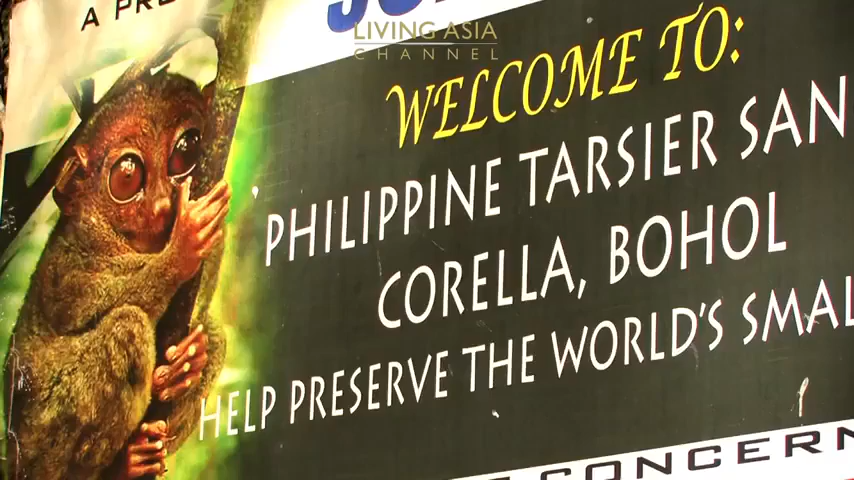 A PRE
LIVING ASIA
CHANNEL
WELCOME TO:
PHILIPPINE TARSIER SAN
CORELLA, BOHOL
HELP PRESERVE THE WORLD'S SMAL
CONCERN